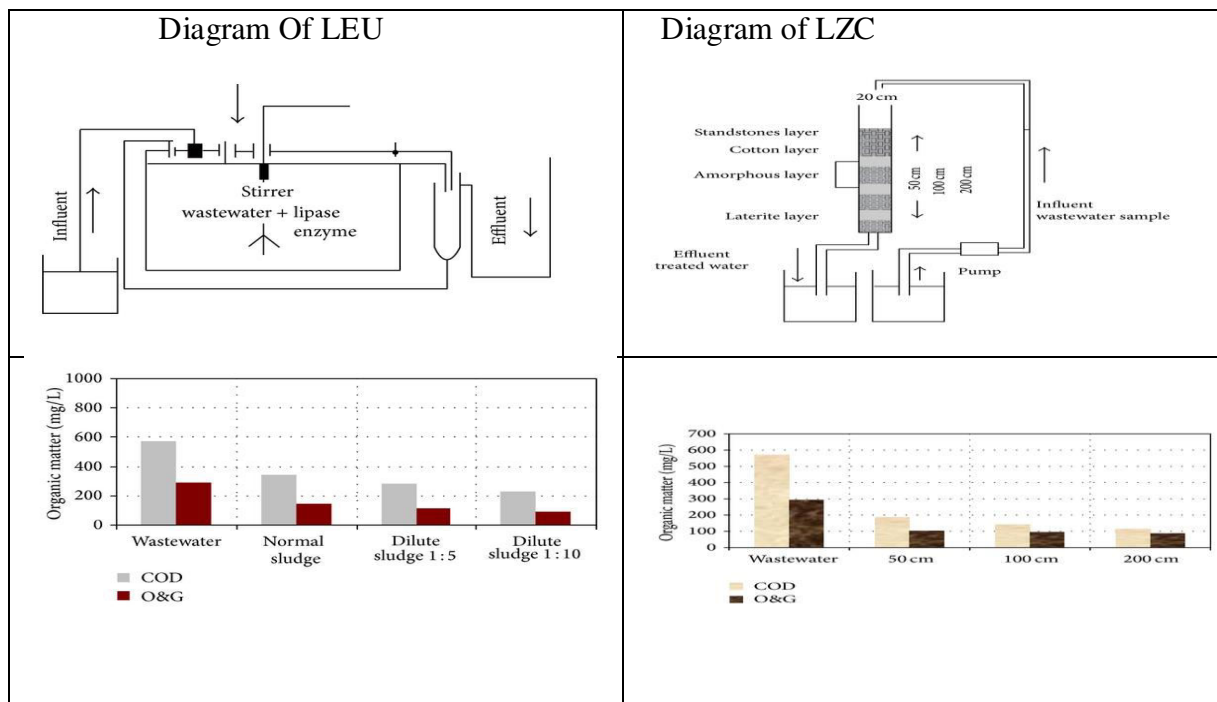 Diagram Of LEU
Influent
Stirrer
wastewater + lipase
enzyme
Effluent
Diagram of LZC
20 cm
Standstones layer
Cotton layer
Amorphous layer
Laterite layer
50 cm
100 cm
200 cm
Influent
wastewater sample
Effluent
treated water
Pump
Organic matter (mg/L)
1000
800
600
400
200
0
Wastewater
Normal
sludge
Dilute
sludge 1 : 5
Dilute
sludge 1 : 10
COD
O&G
Organic matter (mg/L)
700
600
500
400
300
200
100
0
Wastewater
50 cm
100 cm
200 cm
COD
O&G